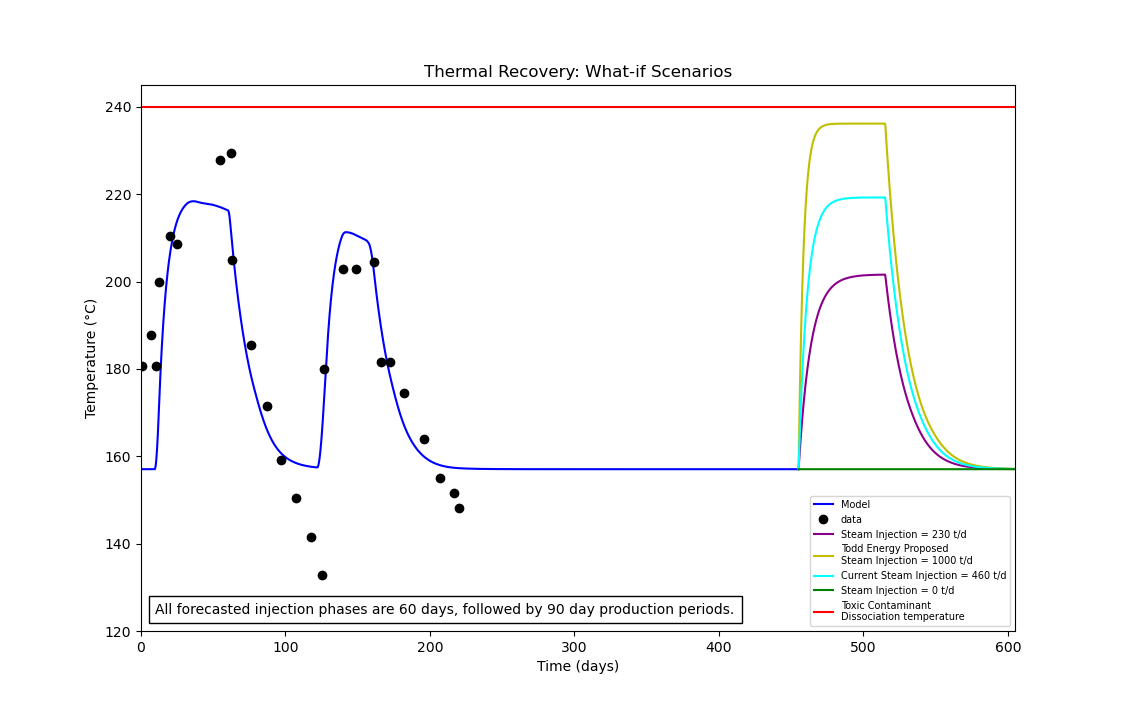 Thermal Recovery: What-if Scenarios
240
220
200
180
160
140
120
Temperature (°C)
0
100
200
300
400
500
600
Time (days)
All forecasted injection phases are 60 days, followed by 90 day production periods.
Model
data
Steam Injection = 230 t/d
Todd Energy Proposed
Steam Injection = 1000 t/d
Current Steam Injection = 460 t/d
Steam Injection = 0 t/d
Toxic Contaminant
Dissociation temperature